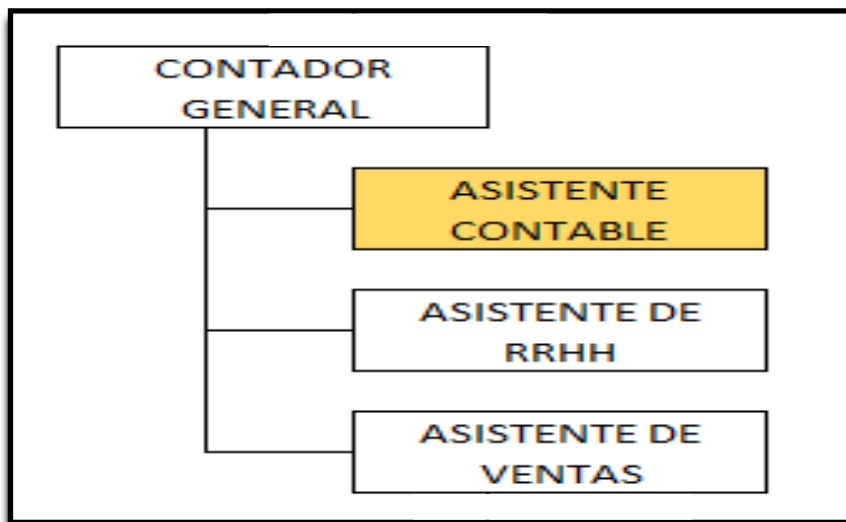 CONTADOR
GENERAL
ASISTENTE
CONTABLE
ASISTENTE DE
RRHH
ASISTENTE DE
VENTAS